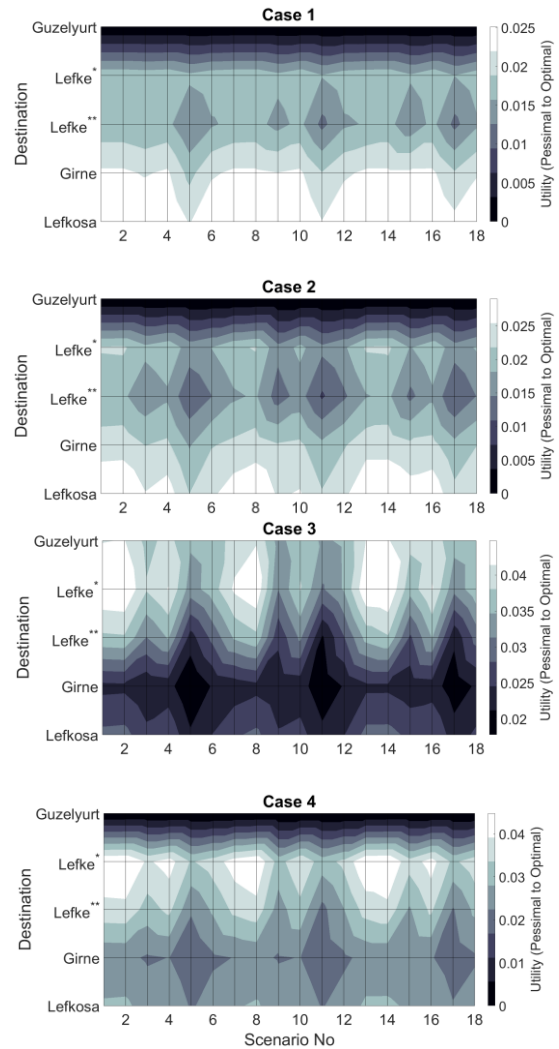 Case 1
Guzelyurt
Lefke*
Lefke**
Girne
Lefkosa
Destination
2 4 6 8 10 12 14 16 18
0.025
0.02
0.015
0.01
0.005
0
Utility (Pessimal to Optimal)
Case 2
Guzelyurt
Lefke*
Lefke**
Girne
Lefkosa
Destination
2 4 6 8 10 12 14 16 18
0.025
0.02
0.015
0.01
0.005
0
Utility (Pessimal to Optimal)
Case 3
Guzelyurt
Lefke*
Lefke**
Girne
Lefkosa
Destination
2 4 6 8 10 12 14 16 18
0.04
0.035
0.03
0.025
0.02
Utility (Pessimal to Optimal)
Case 4
Guzelyurt
Lefke*
Lefke**
Girne
Lefkosa
Destination
2 4 6 8 10 12 14 16 18
Scenario No
0.04
0.03
0.02
0.01
0
Utility (Pessimal to Optimal)